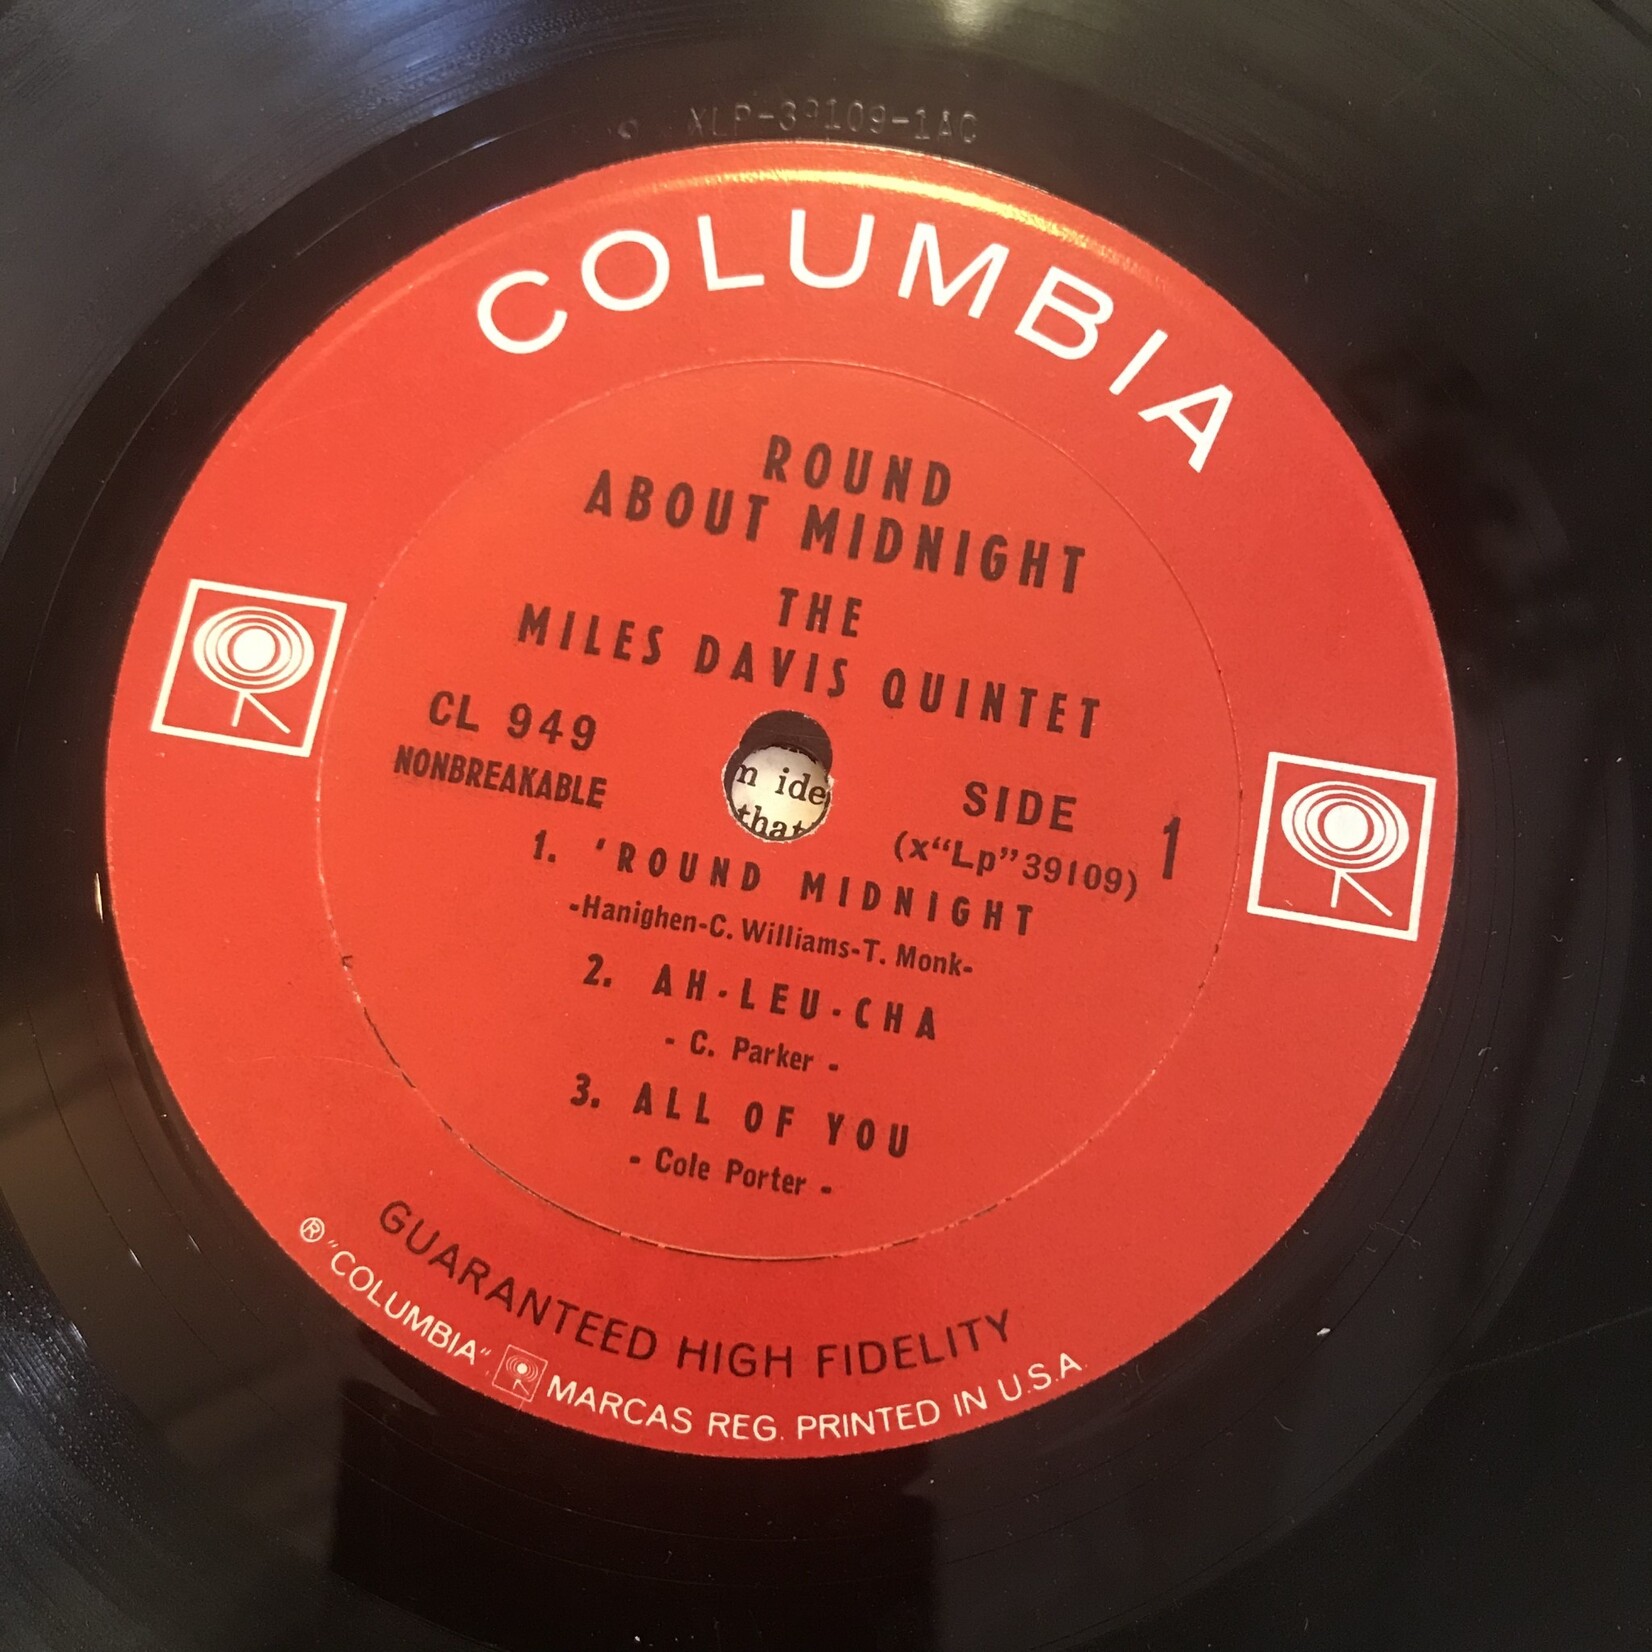 XLP-39109-1AC
COLUMBIA
ROUND
ABOUT MIDNIGHT
THE
MILES DAVIS QUINTET
CL 949
NONBREAKABLE
n ide
that
SIDE 1
(x“Lp”39109)
1. 'ROUND MIDNIGHT
-Hanighen-C. Williams-T. Monk-
2. AH-LEU-CHA
- C. Parker -
3. ALL OF YOU
- Cole Porter -
GUARANTEED HIGH FIDELITY
® "COLUMBIA", MARCAS REG. PRINTED IN U.S.A.